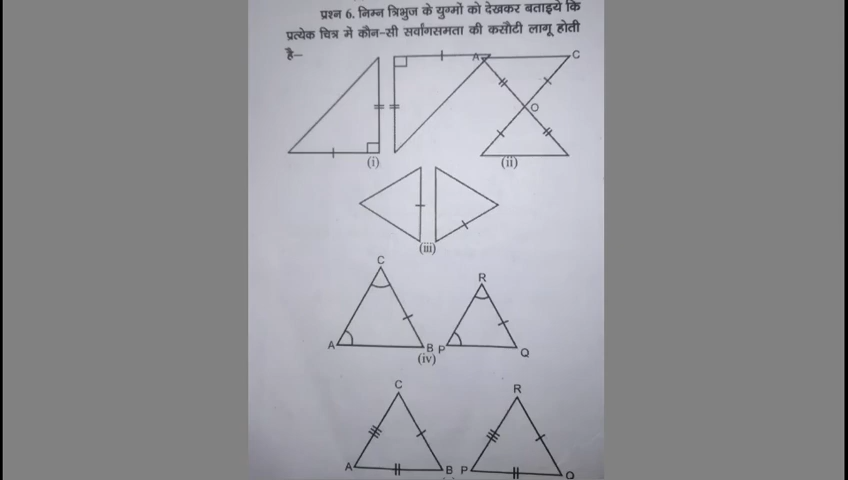 प्रश्न 6. निम्न त्रिभुज के युग्मों को देखकर बताइये कि
प्रत्येक चित्र में कौन-सी सर्वांगसमता की कसौटी लागू होती
है–
A C
O
(i) (ii)
(iii)
C R
A B P Q
(iv)
C R
A B P Q